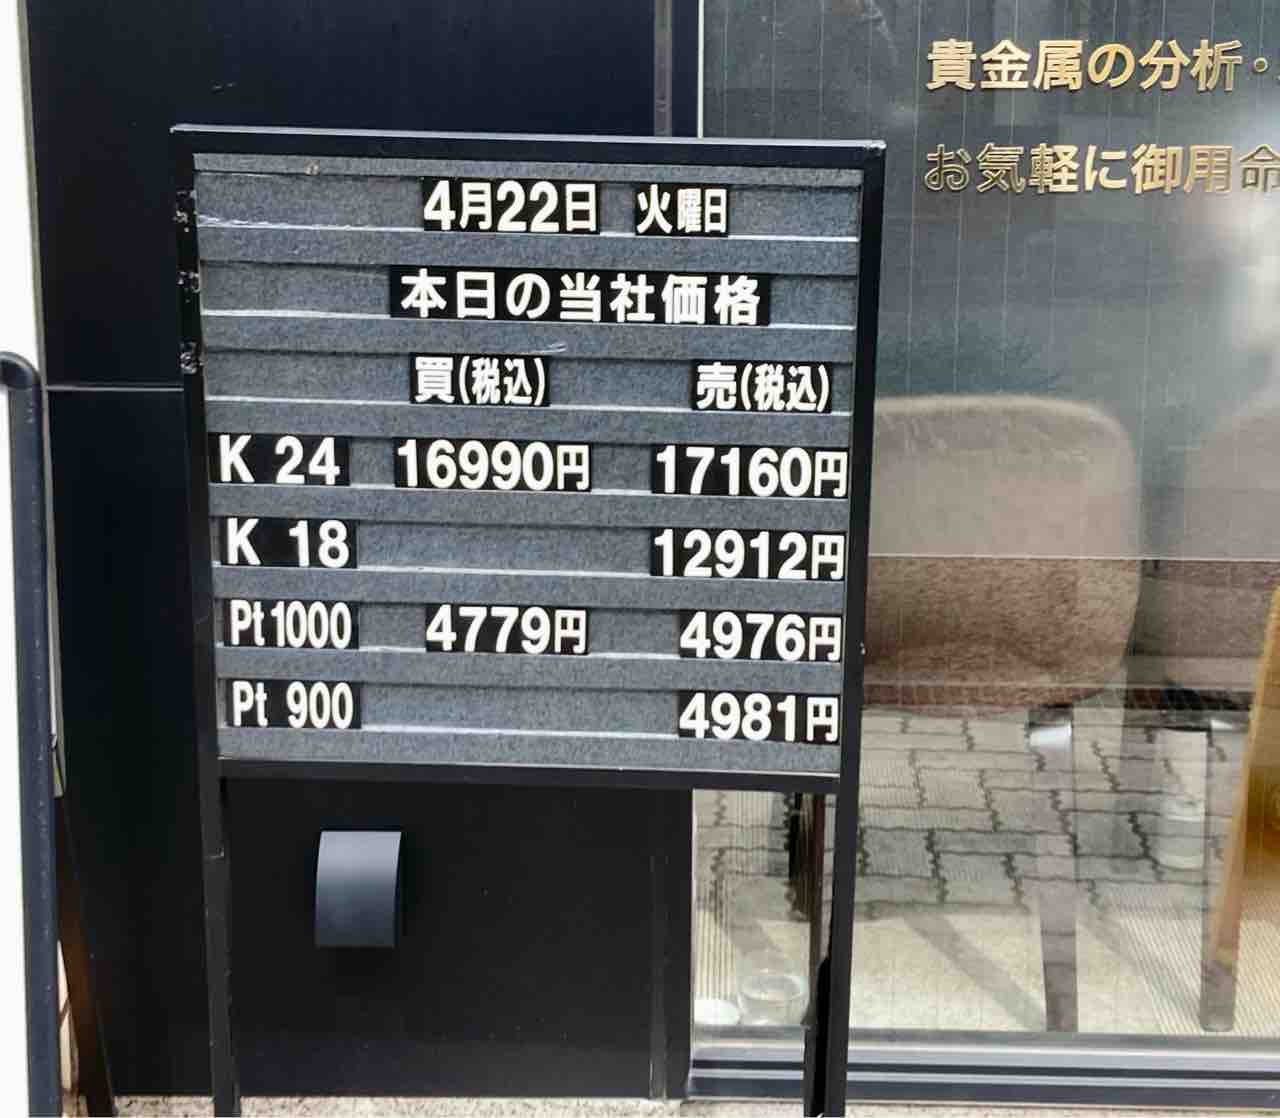 貴金属の分析・
お気軽に御用命
4月22日 火曜日
本日の当社価格
買(税込) 売(税込)
K 24 16990円 17160円
K 18 12912円
Pt1000 4779円 4976円
Pt 900 4981円